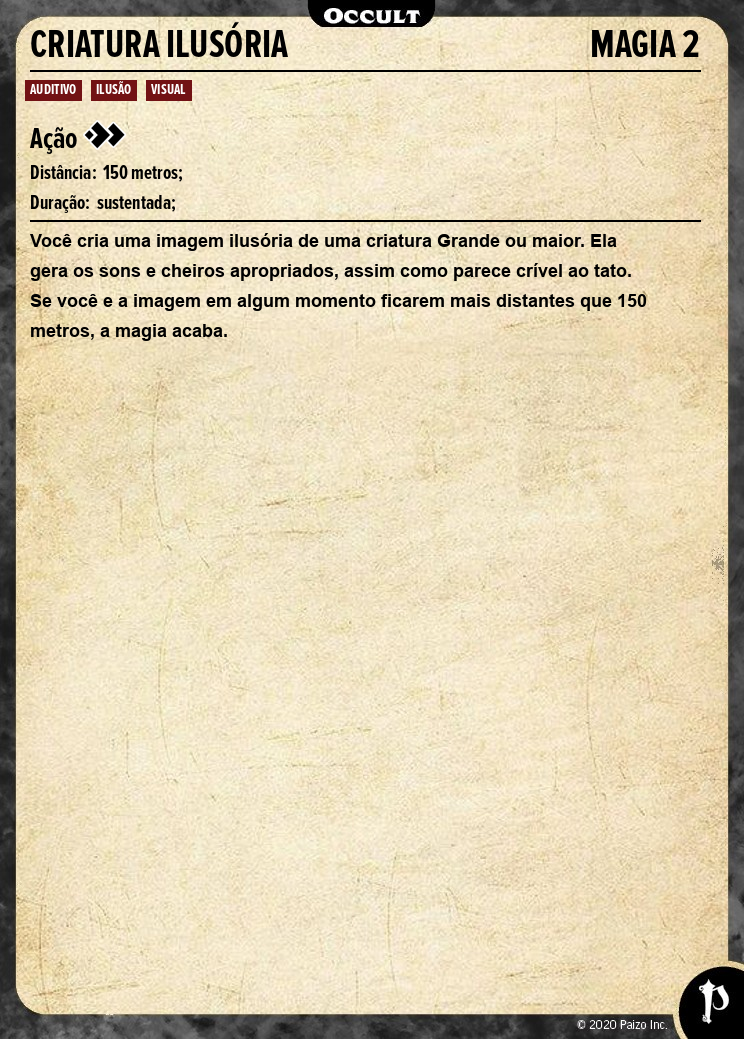 OCCULT
CRIATURA ILUSÓRIA MAGIA 2
AUDITIVO ILUSÃO VISUAL
Ação
Distância: 150 metros;
Duração: sustentada;
Você cria uma imagem ilusória de uma criatura Grande ou maior. Ela
gera os sons e cheiros apropriados, assim como parece crível ao tato.
Se você e a imagem em algum momento ficarem mais distantes que 150
metros, a magia acaba.
© 2020 Paizo Inc.
P